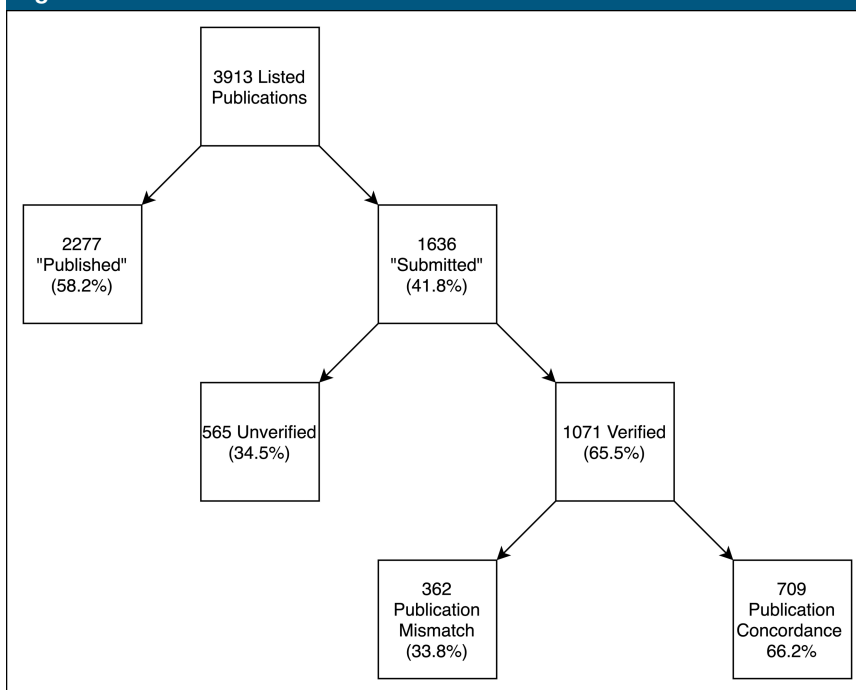 3913 Listed
Publications
2277
"Published"
(58.2%)
1636
"Submitted"
(41.8%)
565 Unverified
(34.5%)
1071 Verified
(65.5%)
362
Publication
Mismatch
(33.8%)
709
Publication
Concordance
66.2%